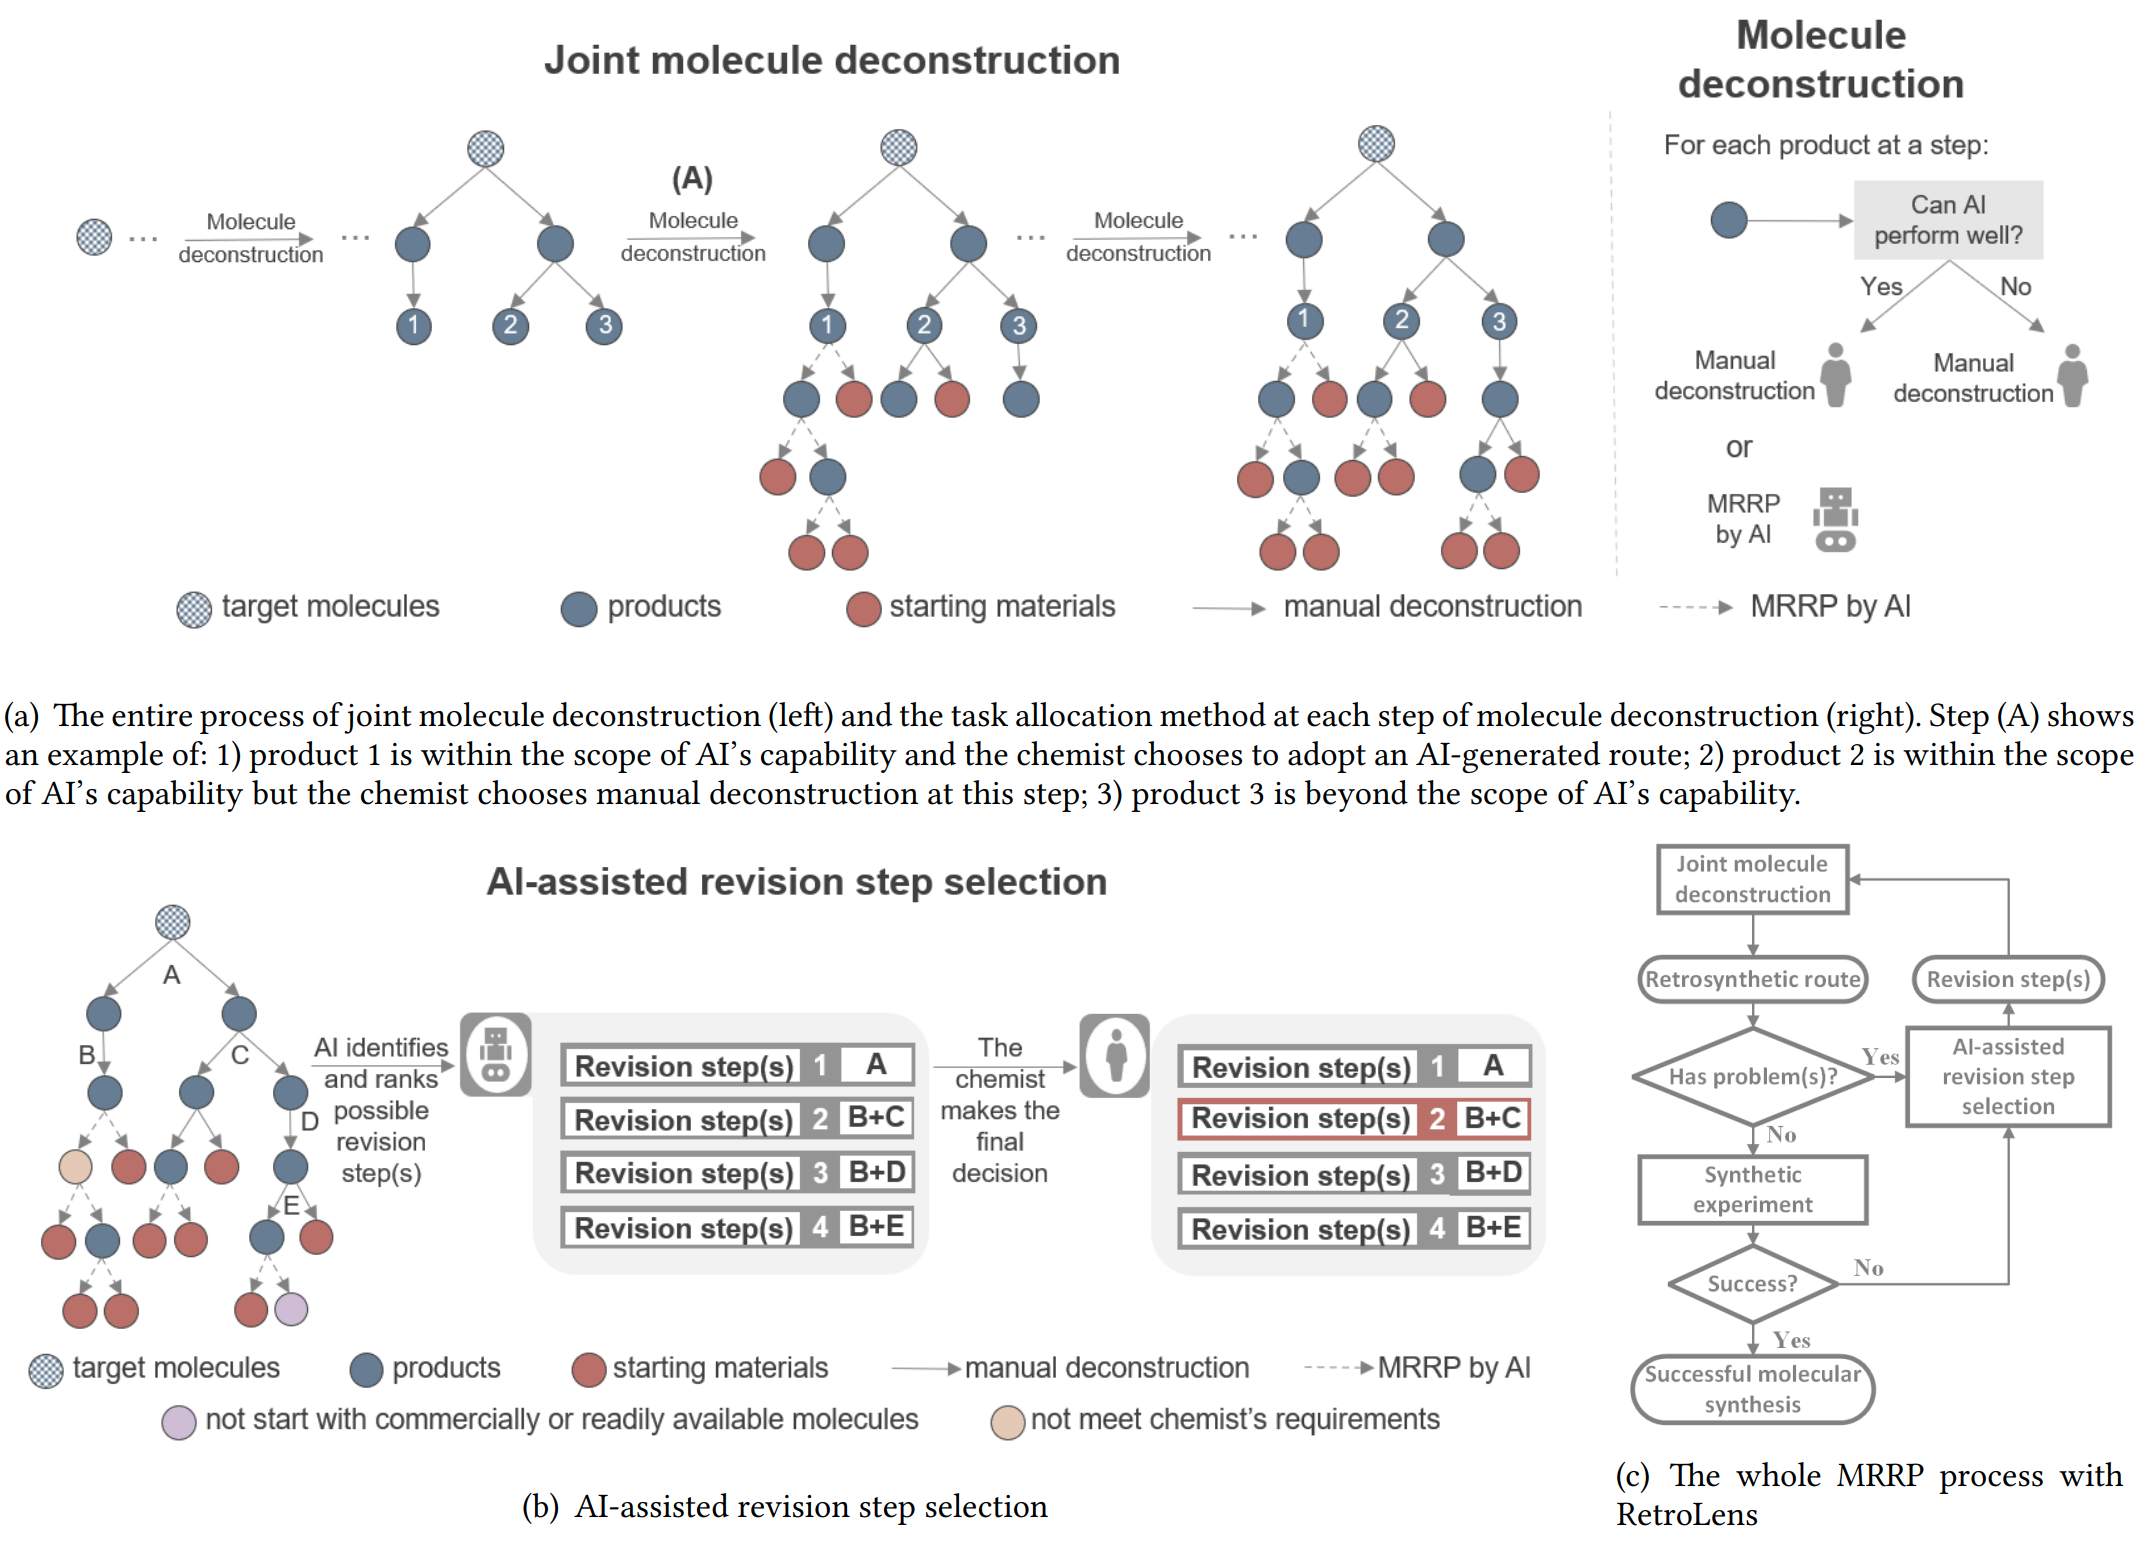 Joint molecule deconstruction
Molecule
deconstruction
For each product at a step:
Can AI
perform well?
Yes
No
Manual
deconstruction
Manual
deconstruction
or
MRRP
by AI
...
Molecule
deconstruction
...
1
2
3
(A)
Molecule
deconstruction
1
2
3
...
Molecule
deconstruction
...
1
2
3
target molecules
products
starting materials
manual deconstruction
MRRP by AI
(a) The entire process of joint molecule deconstruction (left) and the task allocation method at each step of molecule deconstruction (right). Step (A) shows
an example of: 1) product 1 is within the scope of AI’s capability and the chemist chooses to adopt an AI-generated route; 2) product 2 is within the scope
of AI’s capability but the chemist chooses manual deconstruction at this step; 3) product 3 is beyond the scope of AI’s capability.
AI-assisted revision step selection
A
B
C
D
E
AI identifies
and ranks
possible
revision
step(s)
Revision step(s) 1 A
Revision step(s) 2 B+C
Revision step(s) 3 B+D
Revision step(s) 4 B+E
The
chemist
makes the
final
decision
Revision step(s) 1 A
Revision step(s) 2 B+C
Revision step(s) 3 B+D
Revision step(s) 4 B+E
target molecules
products
starting materials
manual deconstruction
MRRP by AI
not start with commercially or readily available molecules
not meet chemist’s requirements
(b) AI-assisted revision step selection
Joint molecule
deconstruction
Retrosynthetic route
Revision step(s)
Has problem(s)?
Yes
AI-assisted
revision step
selection
No
Synthetic
experiment
Success?
No
Yes
Successful molecular
synthesis
(c) The whole MRRP process with
RetroLens